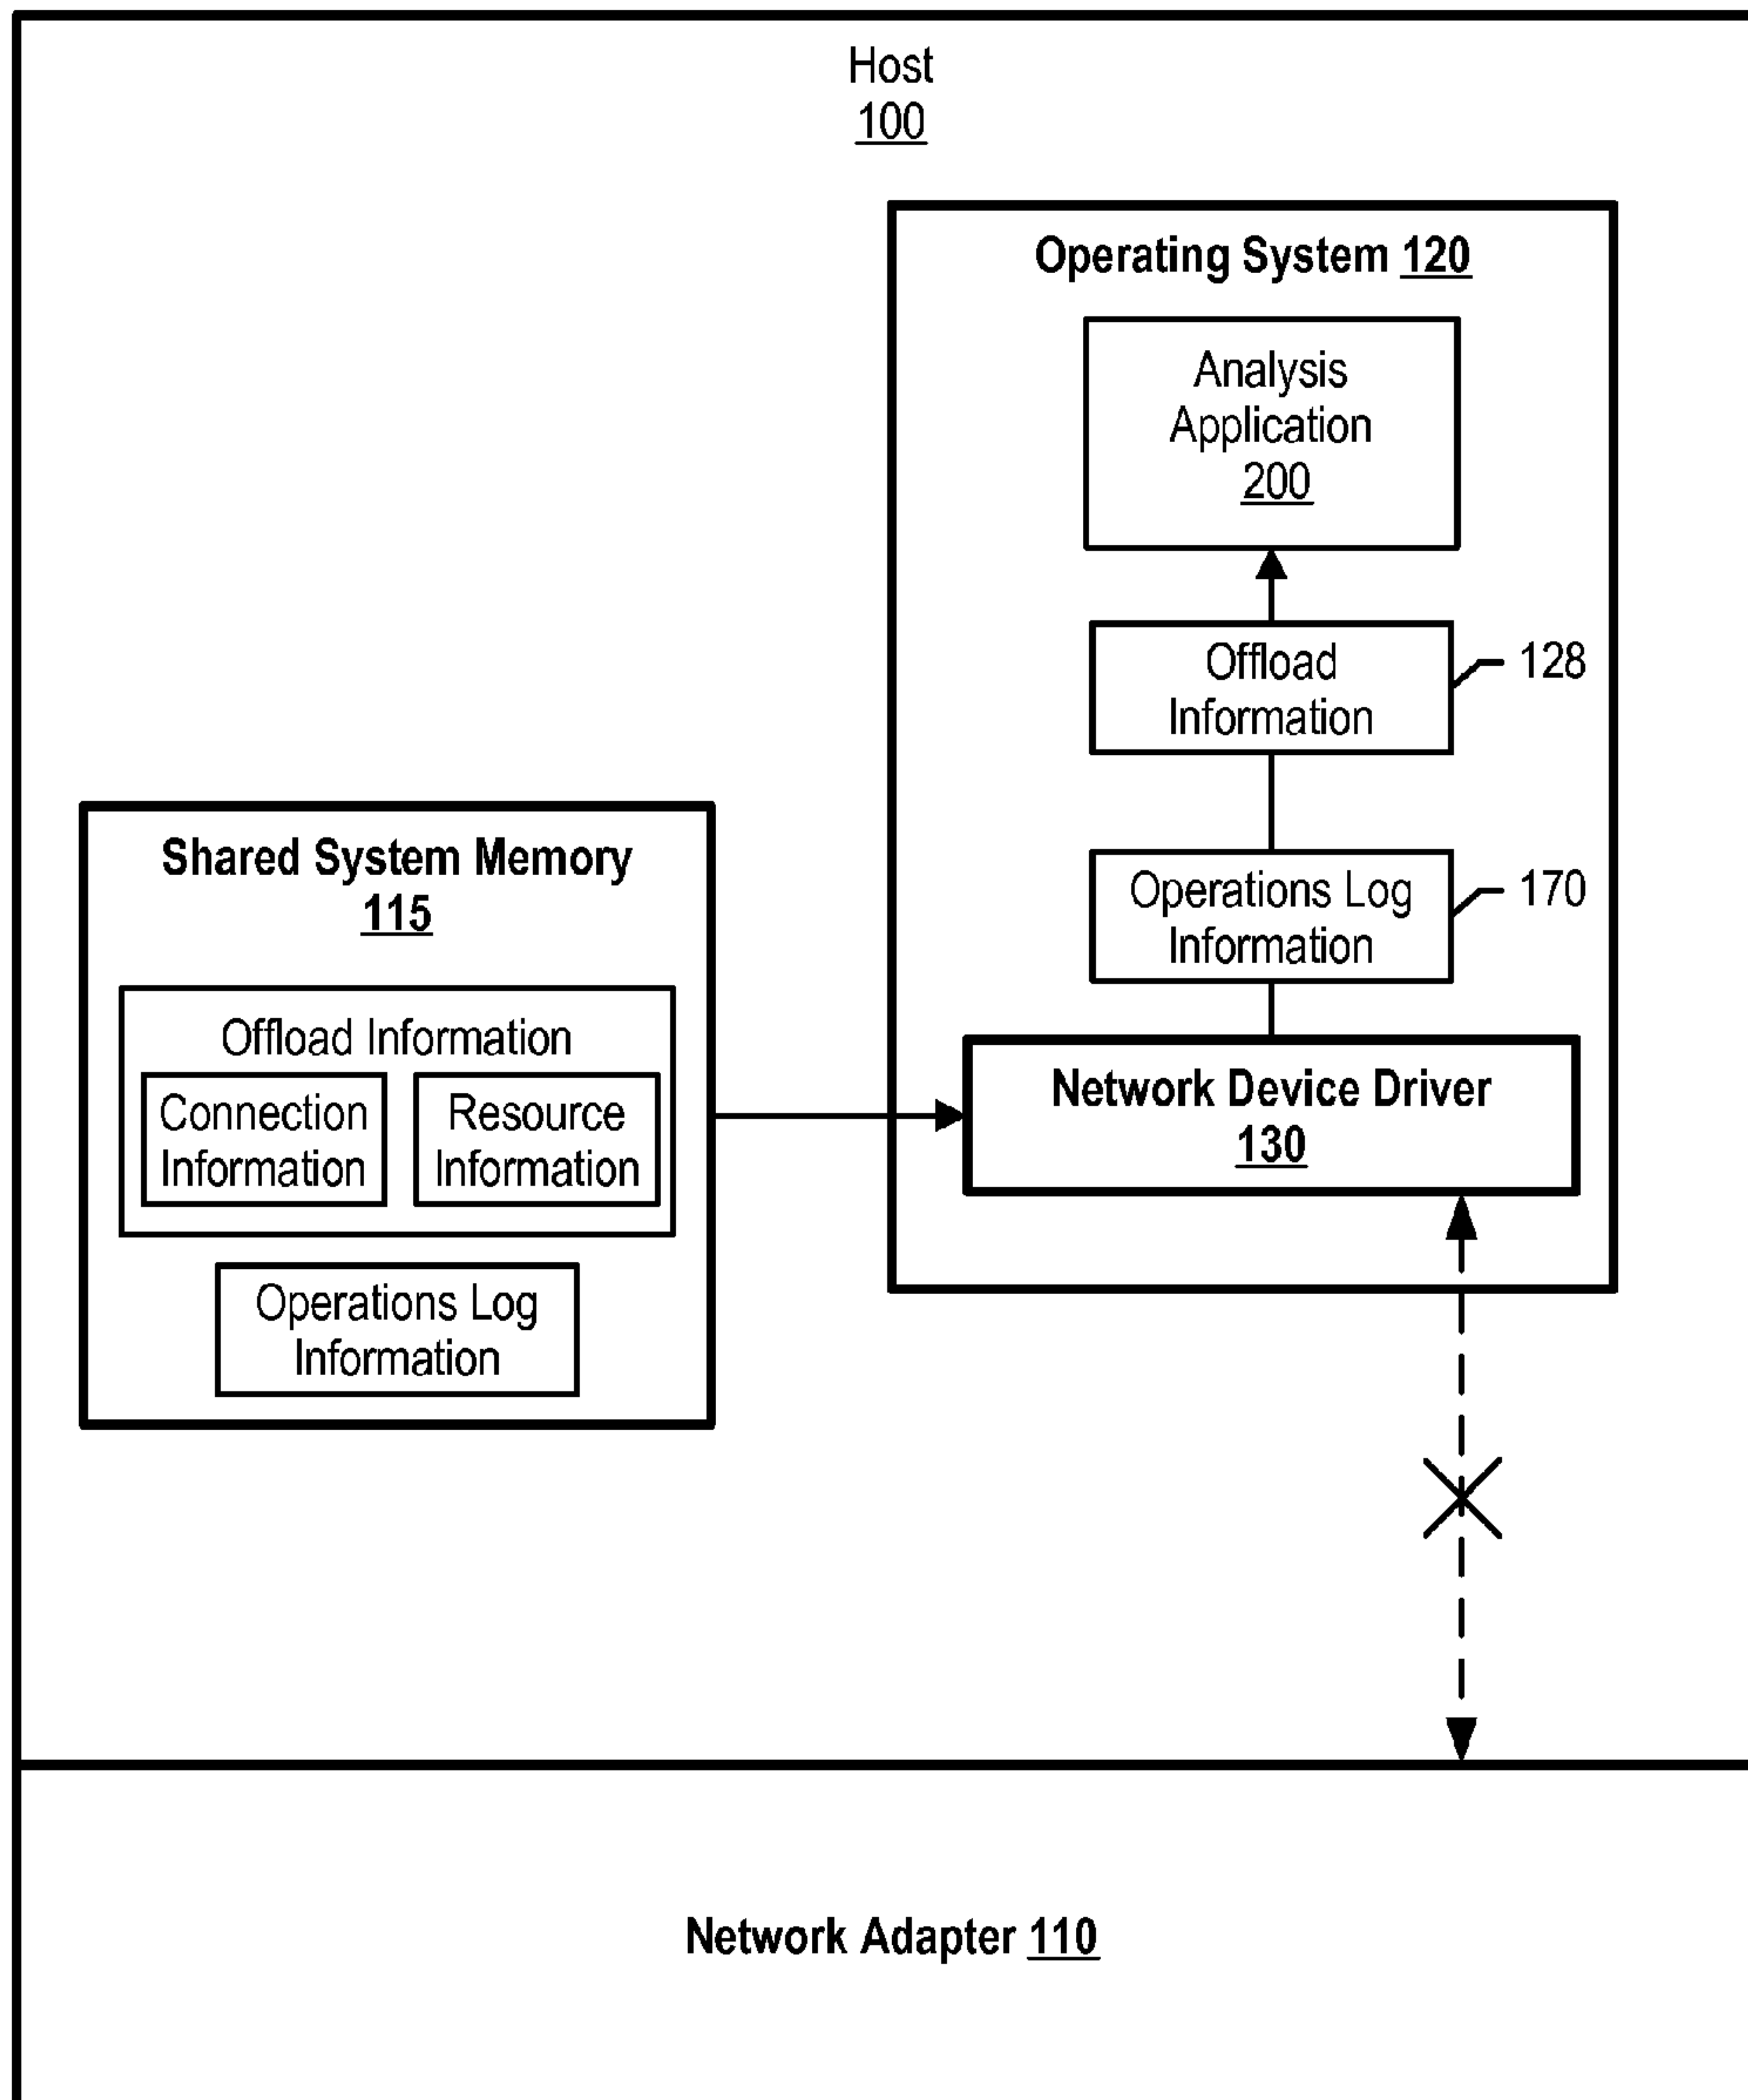 Host
100
Operating System 120
Analysis
Application
200
Offload
Information
128
Operations Log
Information
170
Network Device Driver
130
Shared System Memory
115
Offload Information
Connection
Information
Resource
Information
Operations Log
Information
Network Adapter 110